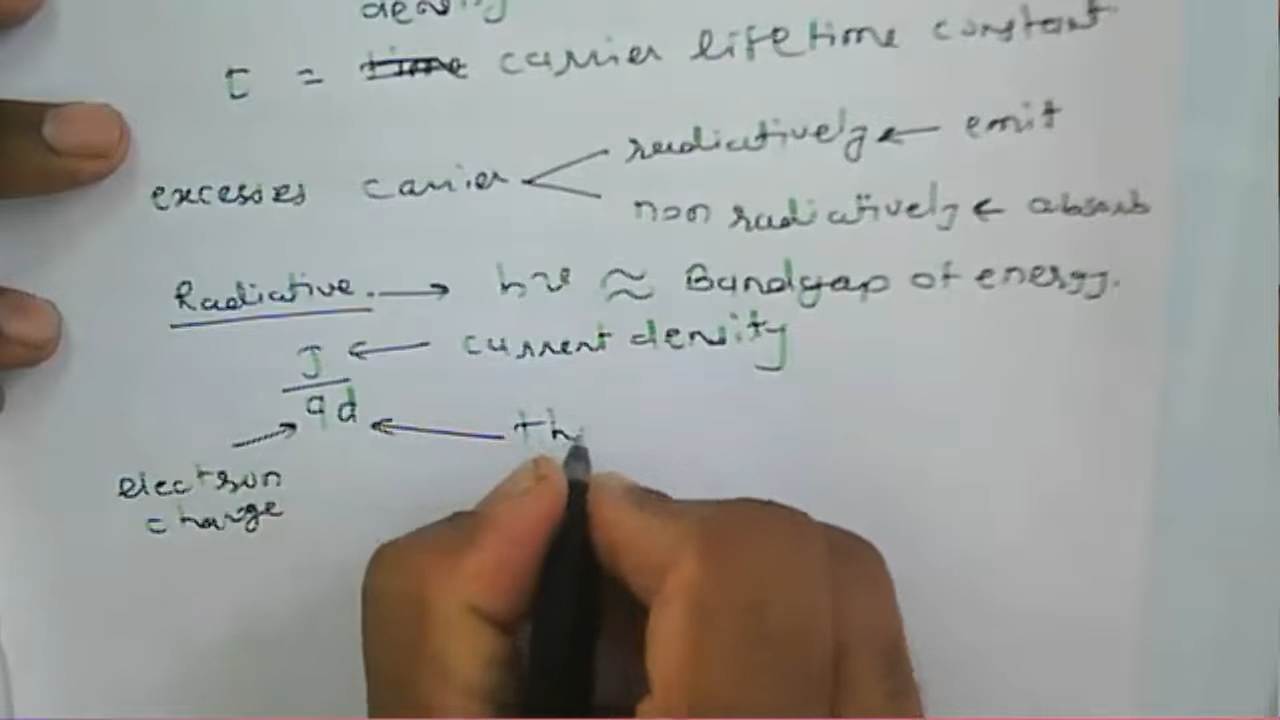 τ = time carrier lifetime constant
excesses carrier radiatively ← emit
non radiatively ← absorb
Radiative. → hν ≈ Bandgap of energy.
J ← current density
qd ← th
electron
charge